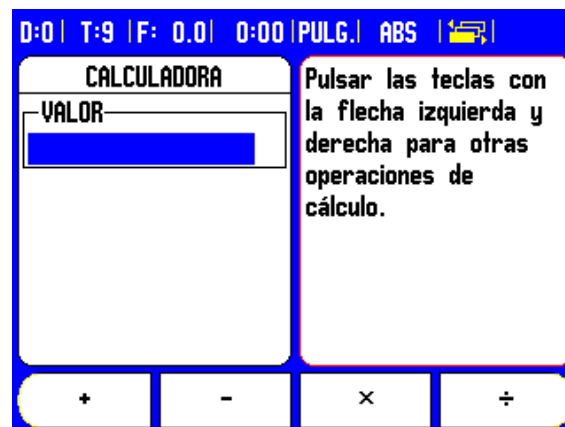 D:0 | T:9 | F: 0.0 | 0:00 | PULG. | ABS |
CALCULADORA
VALOR
Pulsar las teclas con
la flecha izquierda y
derecha para otras
operaciones de
cálculo.
+ - × ÷